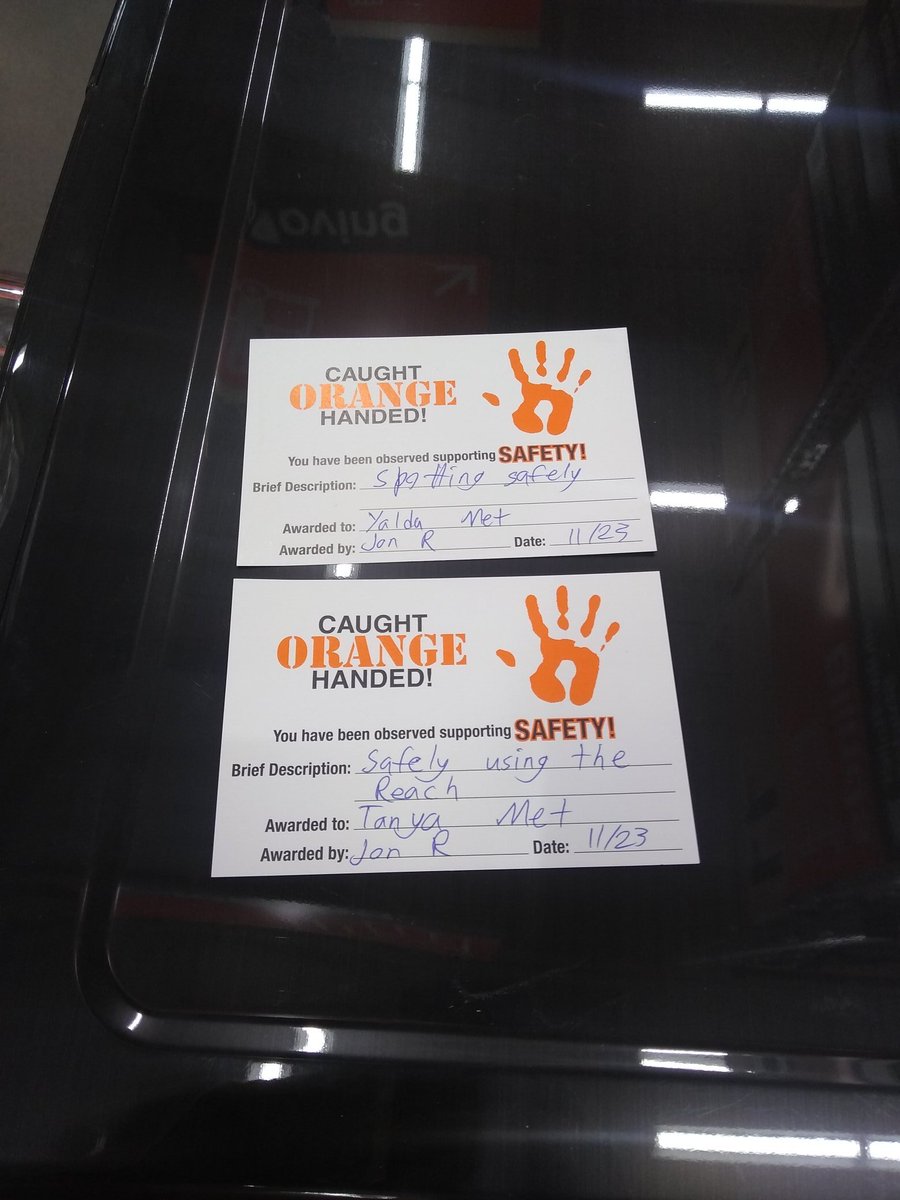 Saving
CAUGHT
ORANGE
HANDED!
You have been observed supporting SAFETY!
Brief Description: Spotting safely
Awarded to: Yalda Met
Awarded by: Jon R Date: 11/23
CAUGHT
ORANGE
HANDED!
You have been observed supporting SAFETY!
Brief Description: Safely using the
Reach
Awarded to: Tanya Met
Awarded by: Jon R Date: 11/23